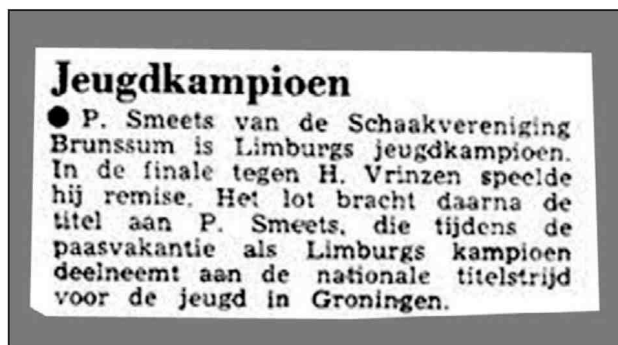 Jeugdkampioen
● P. Smeets van de Schaakvereniging
Brunssum is Limburgs jeugdkampioen.
In de finale tegen H. Vrinzen speelde
hij remise. Het lot bracht daarna de
titel aan P. Smeets, die tijdens de
paasvakantie als Limburgs kampioen
deelneemt aan de nationale titelstrijd
voor de jeugd in Groningen.